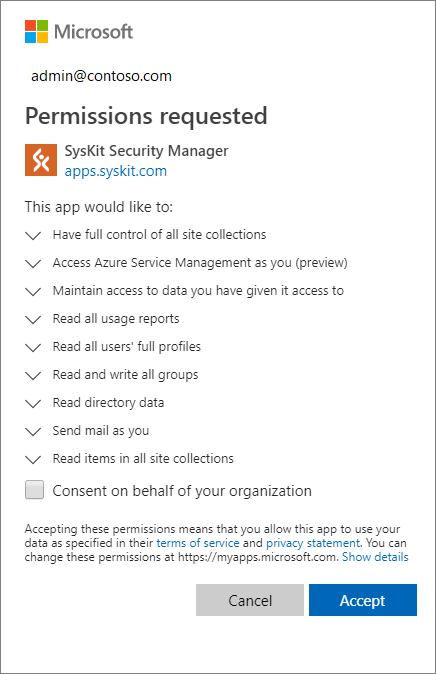 Microsoft
admin@contoso.com
Permissions requested
SysKit Security Manager
apps.syskit.com
This app would like to:
Have full control of all site collections
Access Azure Service Management as you (preview)
Maintain access to data you have given it access to
Read all usage reports
Read all users' full profiles
Read and write all groups
Read directory data
Send mail as you
Read items in all site collections
Consent on behalf of your organization
Accepting these permissions means that you allow this app to use your
data as specified in their terms of service and privacy statement. You can
change these permissions at https://myapps.microsoft.com. Show details
Cancel
Accept